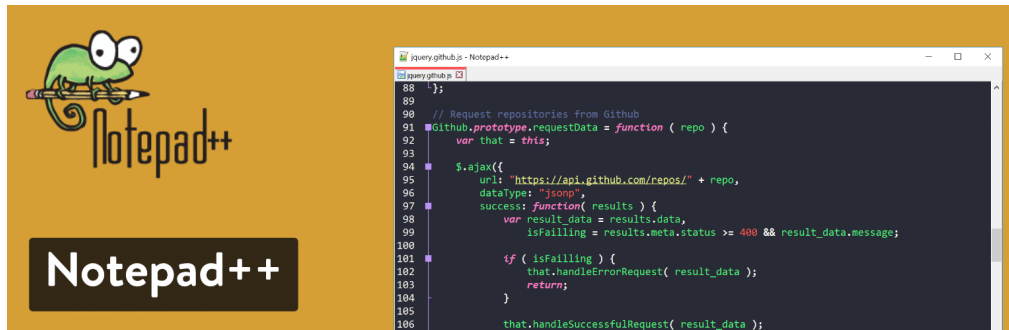 Notepad++
Notepad++
jquery.github.js - Notepad++
jquery.github.js
88 };
89
90 // Request repositories from Github
91 Github.prototype.requestData = function ( repo ) {
92 var that = this;
93
94 $.ajax({
95 url: "https://api.github.com/repos/" + repo,
96 dataType: "jsonp",
97 success: function( results ) {
98 var result_data = results.data,
99 isFailling = results.meta.status >= 400 && result_data.message;
100
101 if ( isFailling ) {
102 that.handleErrorRequest( result_data );
103 return;
104 }
105
106 that.handleSuccessfulRequest( result_data );